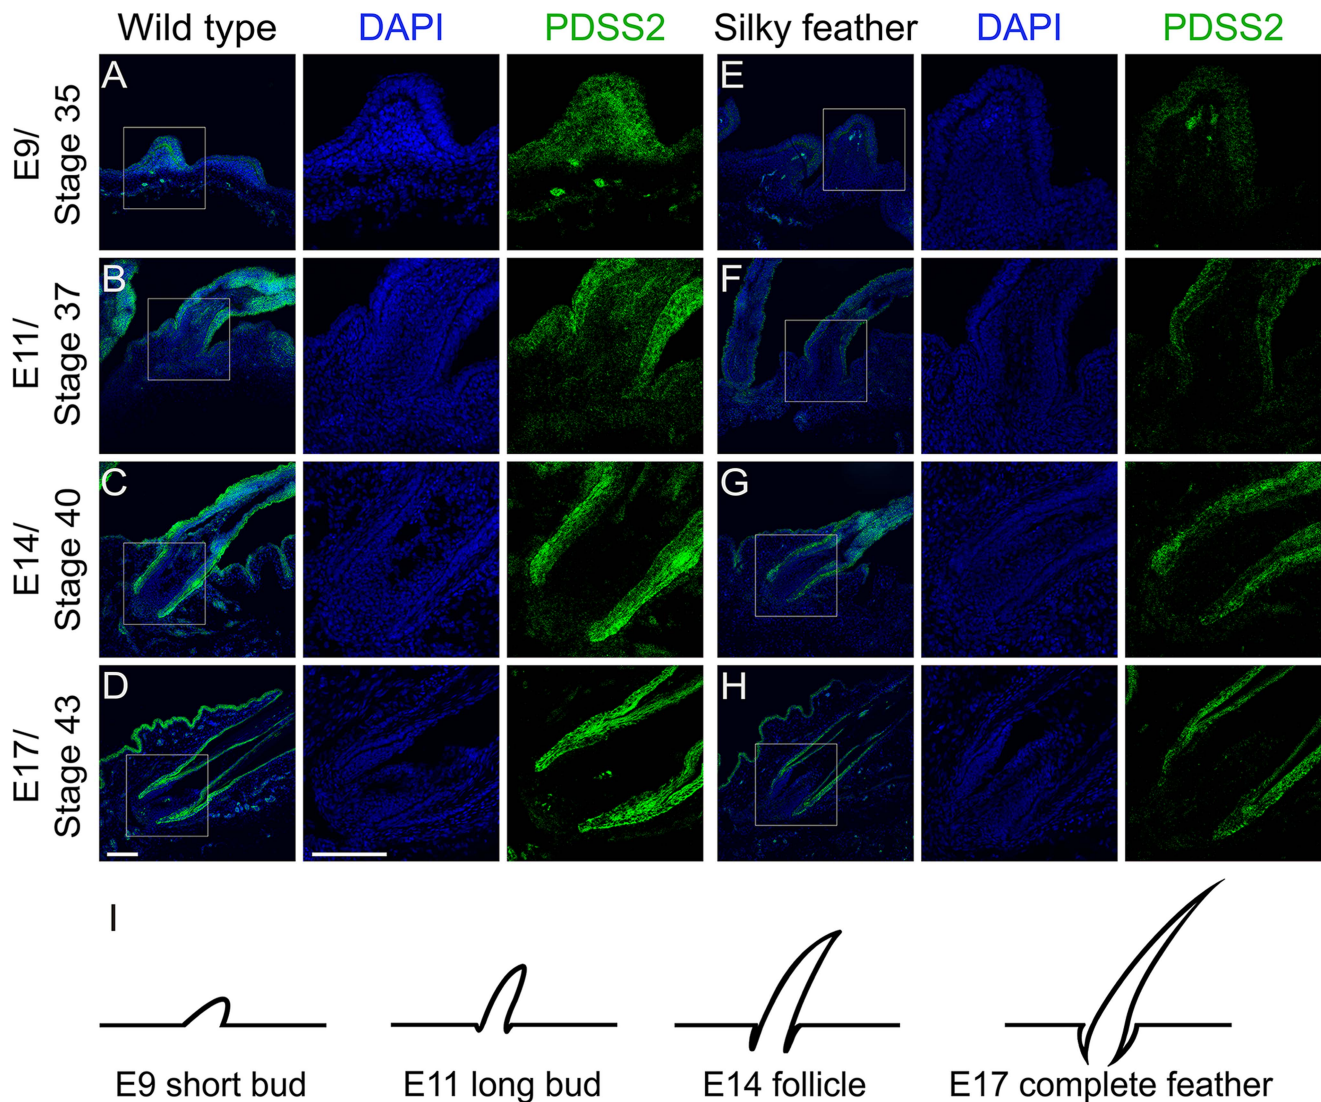 Wild type DAPI PDSS2 Silky feather DAPI PDSS2
E9/
Stage 35
A
E
E11/
Stage 37
B
F
E14/
Stage 40
C
G
E17/
Stage 43
D
H
I
E9 short bud E11 long bud E14 follicle E17 complete feather